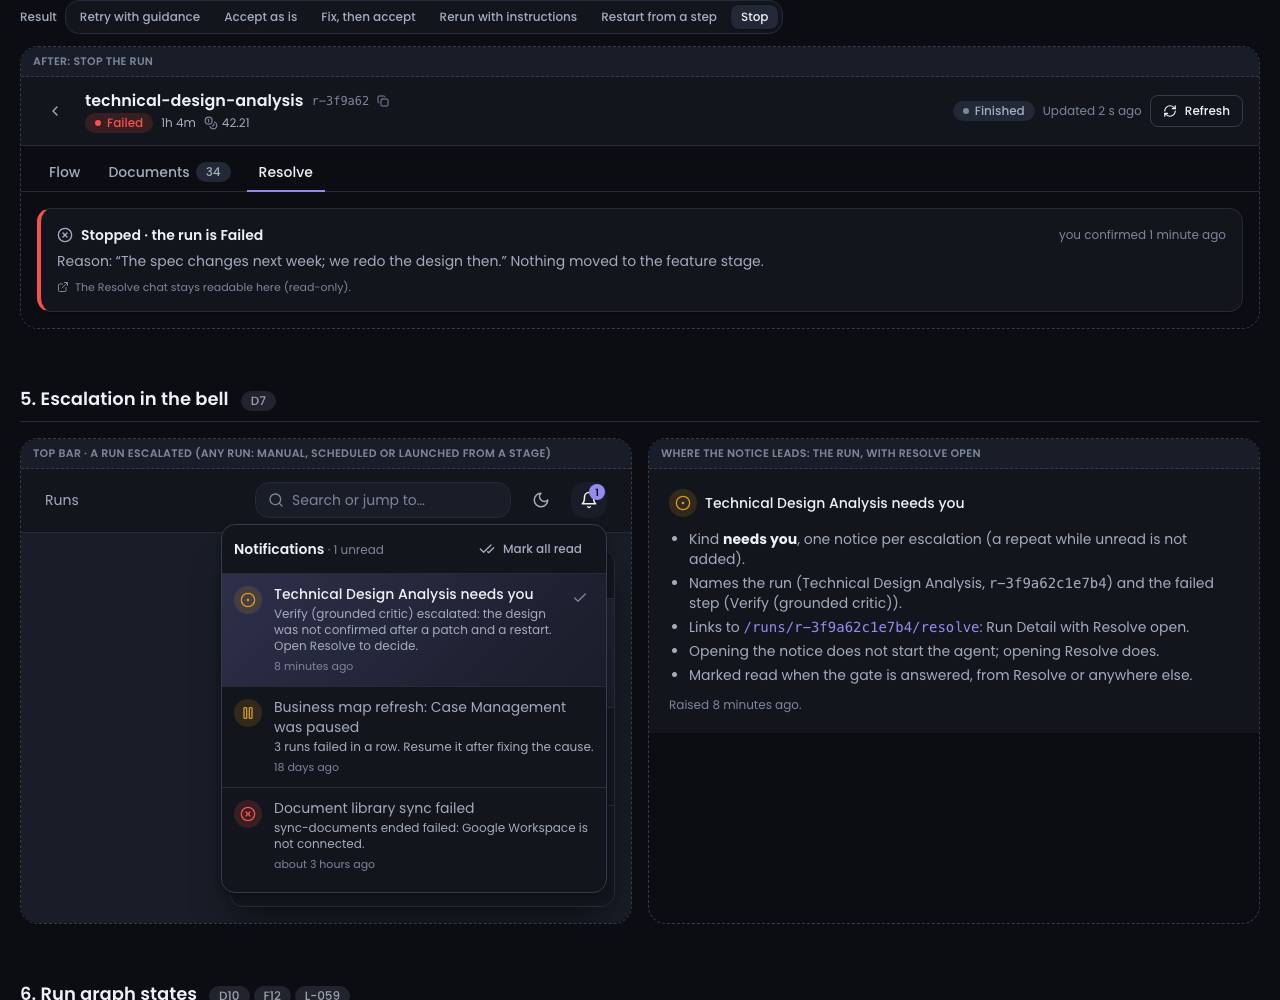 Result Retry with guidance Accept as is Fix, then accept Rerun with instructions Restart from a step Stop
AFTER: STOP THE RUN
technical-design-analysis r-3f9a62
Failed 1h 4m 42.21
Finished Updated 2 s ago Refresh
Flow Documents 34 Resolve
Stopped · the run is Failed you confirmed 1 minute ago
Reason: “The spec changes next week; we redo the design then.” Nothing moved to the feature stage.
The Resolve chat stays readable here (read-only).
5. Escalation in the bell D7
TOP BAR · A RUN ESCALATED (ANY RUN: MANUAL, SCHEDULED OR LAUNCHED FROM A STAGE)
Runs Search or jump to... 1
Notifications · 1 unread Mark all read
Technical Design Analysis needs you
Verify (grounded critic) escalated: the design
was not confirmed after a patch and a restart.
Open Resolve to decide.
8 minutes ago
Business map refresh: Case Management
was paused
3 runs failed in a row. Resume it after fixing the cause.
18 days ago
Document library sync failed
sync-documents ended failed: Google Workspace is
not connected.
about 3 hours ago
WHERE THE NOTICE LEADS: THE RUN, WITH RESOLVE OPEN
Technical Design Analysis needs you
• Kind needs you, one notice per escalation (a repeat while unread is not
added).
• Names the run (Technical Design Analysis, r-3f9a62c1e7b4) and the failed
step (Verify (grounded critic)).
• Links to /runs/r-3f9a62c1e7b4/resolve: Run Detail with Resolve open.
• Opening the notice does not start the agent; opening Resolve does.
• Marked read when the gate is answered, from Resolve or anywhere else.
Raised 8 minutes ago.
6. Run graph states D10 F12 L-059